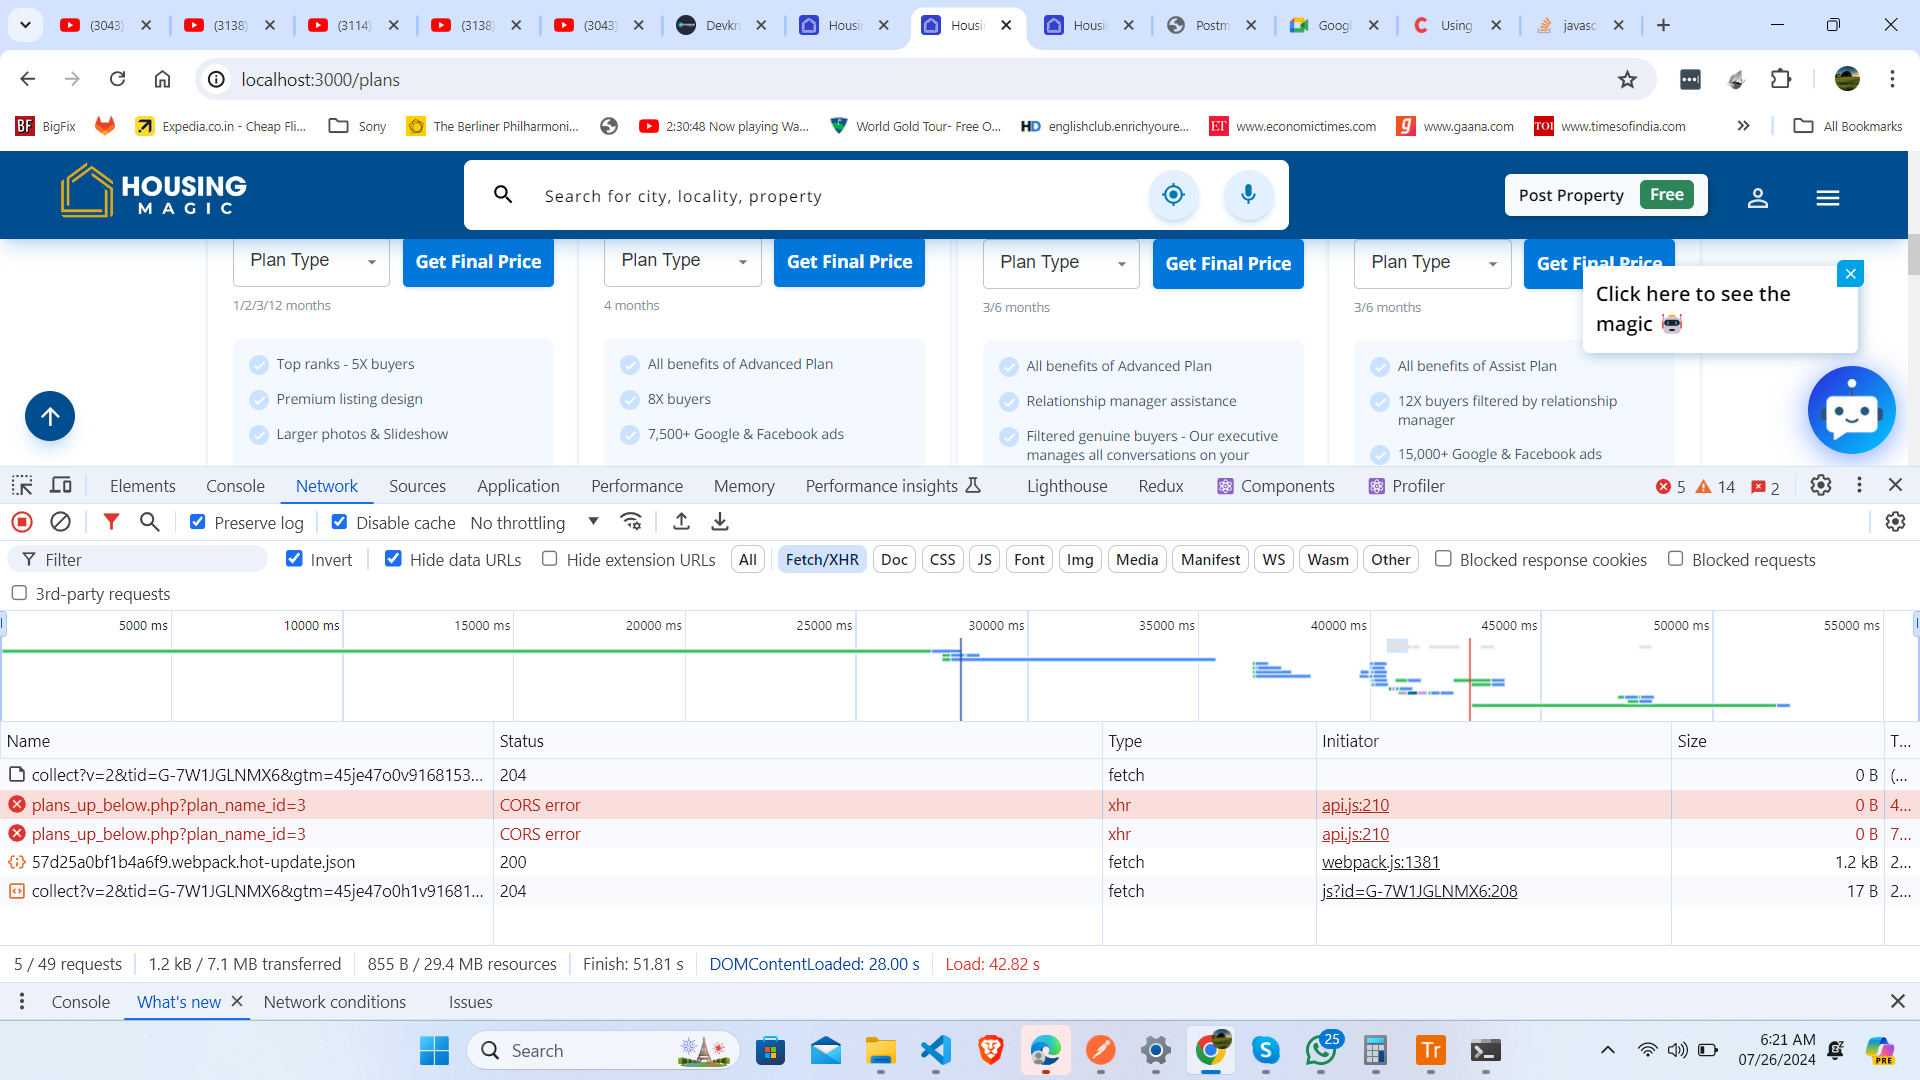 (3043)
(3138)
(3114)
(3138)
(3043)
Devkn
Housi
Housi
Housi
Postm
Googl
Using
javasc
localhost:3000/plans
BF BigFix
Expedia.co.in - Cheap Fli...
Sony
The Berliner Philharmoni...
2:30:48 Now playing Wa...
World Gold Tour- Free O...
HD englishclub.enrichyoure...
ET www.economictimes.com
g www.gaana.com
TOI www.timesofindia.com
All Bookmarks
HOUSING
MAGIC
Search for city, locality, property
Post Property Free
Plan Type Get Final Price
Plan Type Get Final Price
Plan Type Get Final Price
Plan Type Get Final Price
1/2/3/12 months
4 months
3/6 months
3/6 months
Click here to see the
magic
Top ranks - 5X buyers
Premium listing design
Larger photos & Slideshow
All benefits of Advanced Plan
8X buyers
7,500+ Google & Facebook ads
All benefits of Advanced Plan
Relationship manager assistance
Filtered genuine buyers - Our executive
manages all conversations on your
All benefits of Assist Plan
12X buyers filtered by relationship
manager
15,000+ Google & Facebook ads
Elements Console Network Sources Application Performance Memory Performance insights Lighthouse Redux Components Profiler 5 14 2
Preserve log Disable cache No throttling
Filter Invert Hide data URLs Hide extension URLs All Fetch/XHR Doc CSS JS Font Img Media Manifest WS Wasm Other Blocked response cookies Blocked requests
3rd-party requests
5000 ms 10000 ms 15000 ms 20000 ms 25000 ms 30000 ms 35000 ms 40000 ms 45000 ms 50000 ms 55000 ms
Name Status Type Initiator Size T...
collect?v=2&tid=G-7W1JGLNMX6&gtm=45je47o0v9168153... 204 fetch 0 B (...
plans_up_below.php?plan_name_id=3 CORS error xhr api.js:210 0 B 4...
plans_up_below.php?plan_name_id=3 CORS error xhr api.js:210 0 B 7...
57d25a0bf1b4a6f9.webpack.hot-update.json 200 fetch webpack.js:1381 1.2 kB 2...
collect?v=2&tid=G-7W1JGLNMX6&gtm=45je47o0h1v91681... 204 fetch js?id=G-7W1JGLNMX6:208 17 B 2...
5 / 49 requests 1.2 kB / 7.1 MB transferred 855 B / 29.4 MB resources Finish: 51.81 s DOMContentLoaded: 28.00 s Load: 42.82 s
Console What's new Network conditions Issues
Search
25
Tr
6:21 AM
07/26/2024
PRE